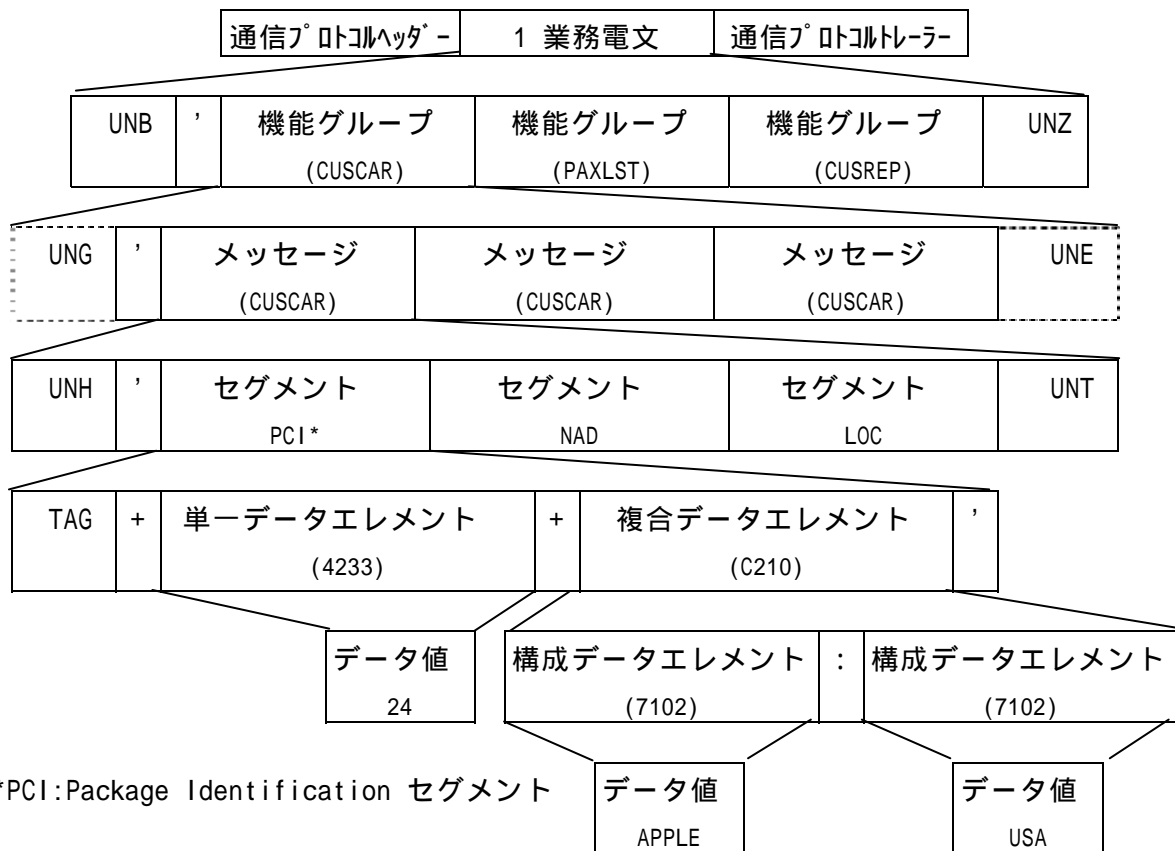 通信ﾌﾟﾛﾄｺﾙﾍｯﾀﾞｰ 1 業務電文 通信ﾌﾟﾛﾄｺﾙﾄﾚｰﾗｰ
UNB ’ 機能グループ 機能グループ 機能グループ UNZ
(CUSCAR) (PAXLST) (CUSREP)
UNG ’ メッセージ メッセージ メッセージ UNE
(CUSCAR) (CUSCAR) (CUSCAR)
UNH ’ セグメント セグメント セグメント UNT
PCI* NAD LOC
TAG + 単一データエレメント + 複合データエレメント ’
(4233) (C210)
データ値 構成データエレメント : 構成データエレメント
24 (7102) (7102)
*PCI:Package Identification セグメント データ値 データ値
APPLE USA